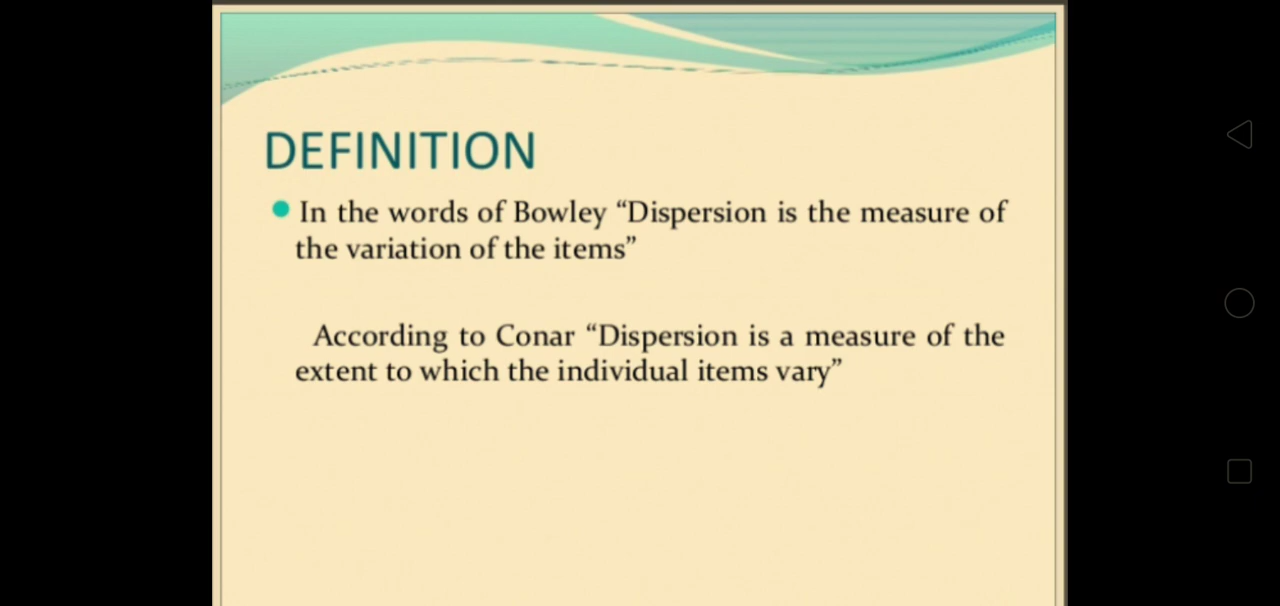 DEFINITION
In the words of Bowley “Dispersion is the measure of
the variation of the items”
According to Conar “Dispersion is a measure of the
extent to which the individual items vary”